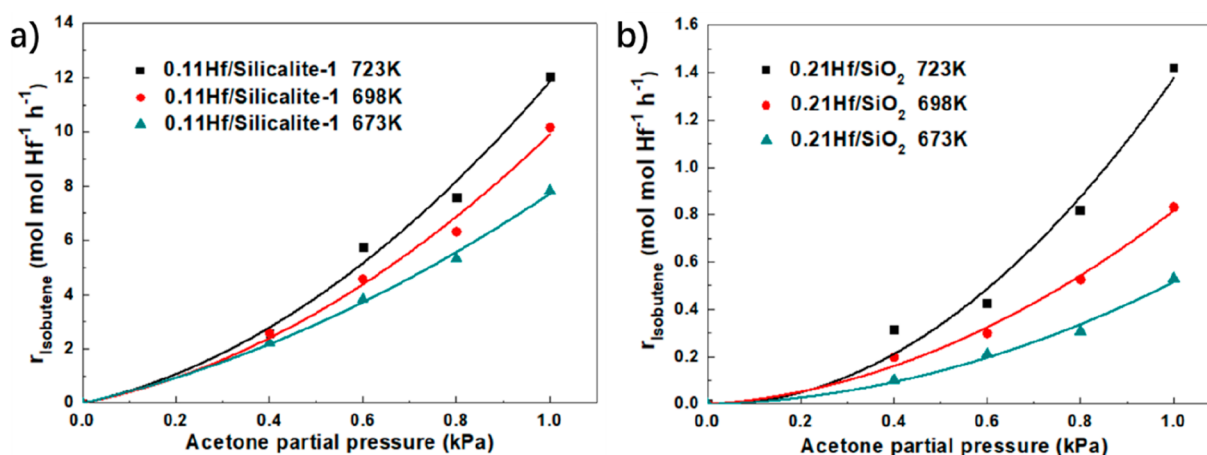 a)
14
12
10
8
6
4
2
0
r_Isobutene (mol mol Hf⁻¹ h⁻¹)
0.11Hf/Silicalite-1 723K
0.11Hf/Silicalite-1 698K
0.11Hf/Silicalite-1 673K
0.0 0.2 0.4 0.6 0.8 1.0
Acetone partial pressure (kPa)
b)
1.6
1.4
1.2
1.0
0.8
0.6
0.4
0.2
0.0
r_Isobutene (mol mol Hf⁻¹ h⁻¹)
0.21Hf/SiO₂ 723K
0.21Hf/SiO₂ 698K
0.21Hf/SiO₂ 673K
0.0 0.2 0.4 0.6 0.8 1.0
Acetone partial pressure (kPa)